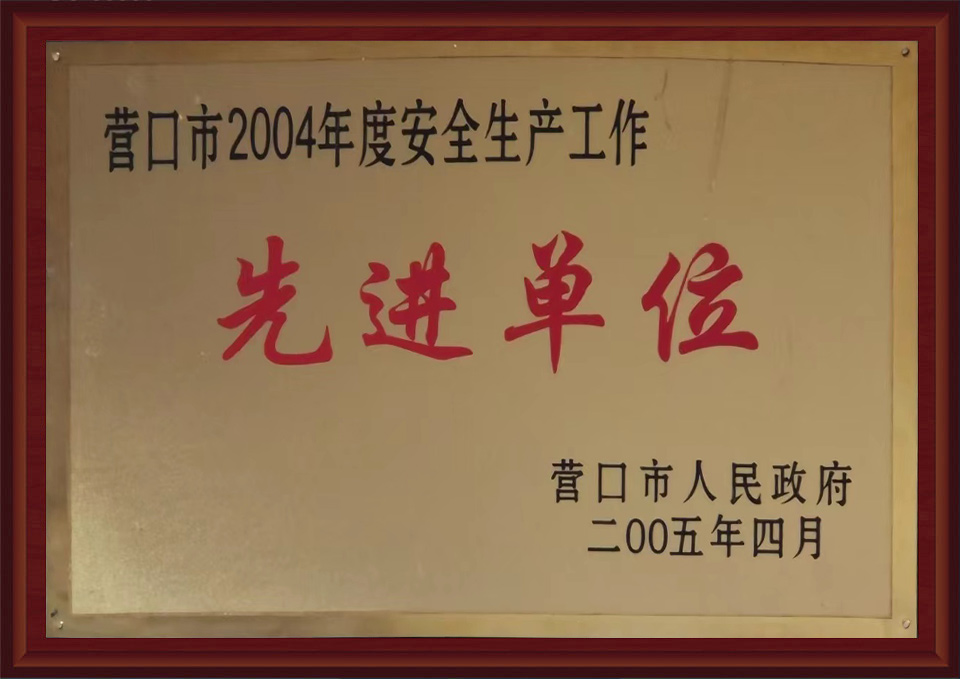 营口市2004年度安全生产工作
先进单位
营口市人民政府
二00五年四月